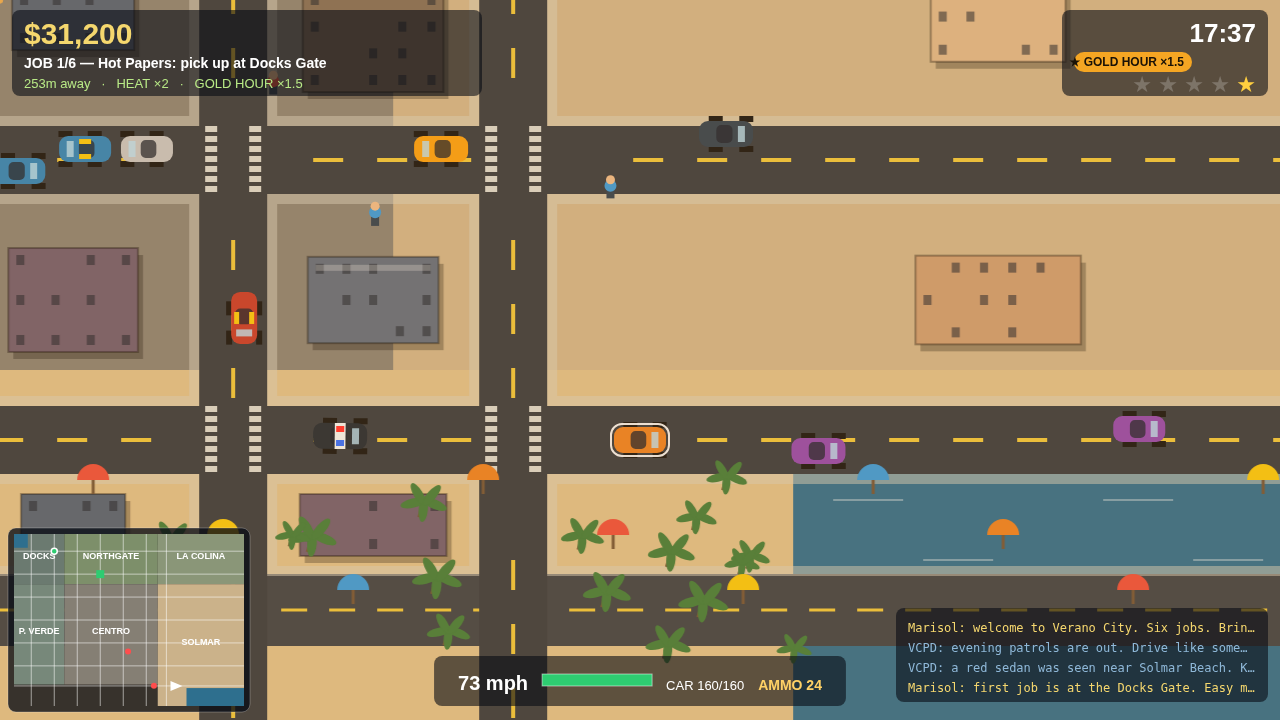 $31,200
JOB 1/6 — Hot Papers: pick up at Docks Gate
253m away · HEAT ×2 · GOLD HOUR ×1.5
17:37
★ GOLD HOUR ×1.5
★ ★ ★ ★ ★
DOCKS NORTHGATE LA COLINA
P. VERDE CENTRO SOLMAR
73 mph CAR 160/160 AMMO 24
Marisol: welcome to Verano City. Six jobs. Brin…
VCPD: evening patrols are out. Drive like some…
VCPD: a red sedan was seen near Solmar Beach. K…
Marisol: first job is at the Docks Gate. Easy m…